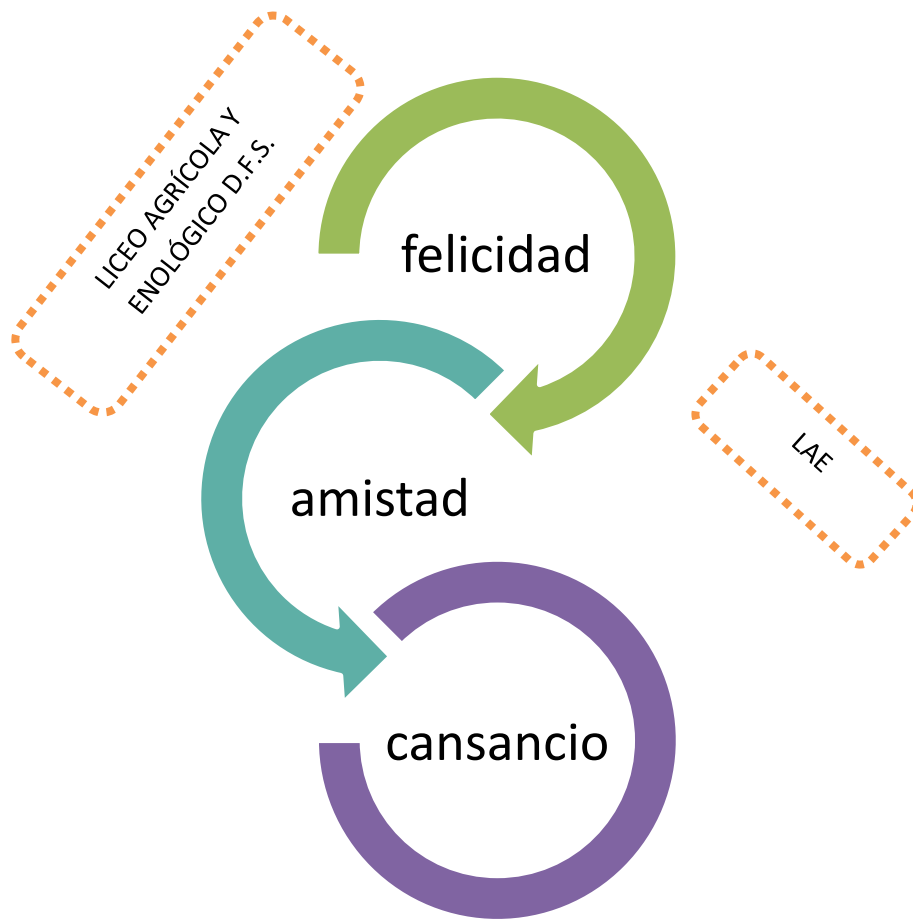 LICEO AGRÍCOLA Y
ENOLÓGICO D.F.S.
felicidad
LAE
amistad
cansancio